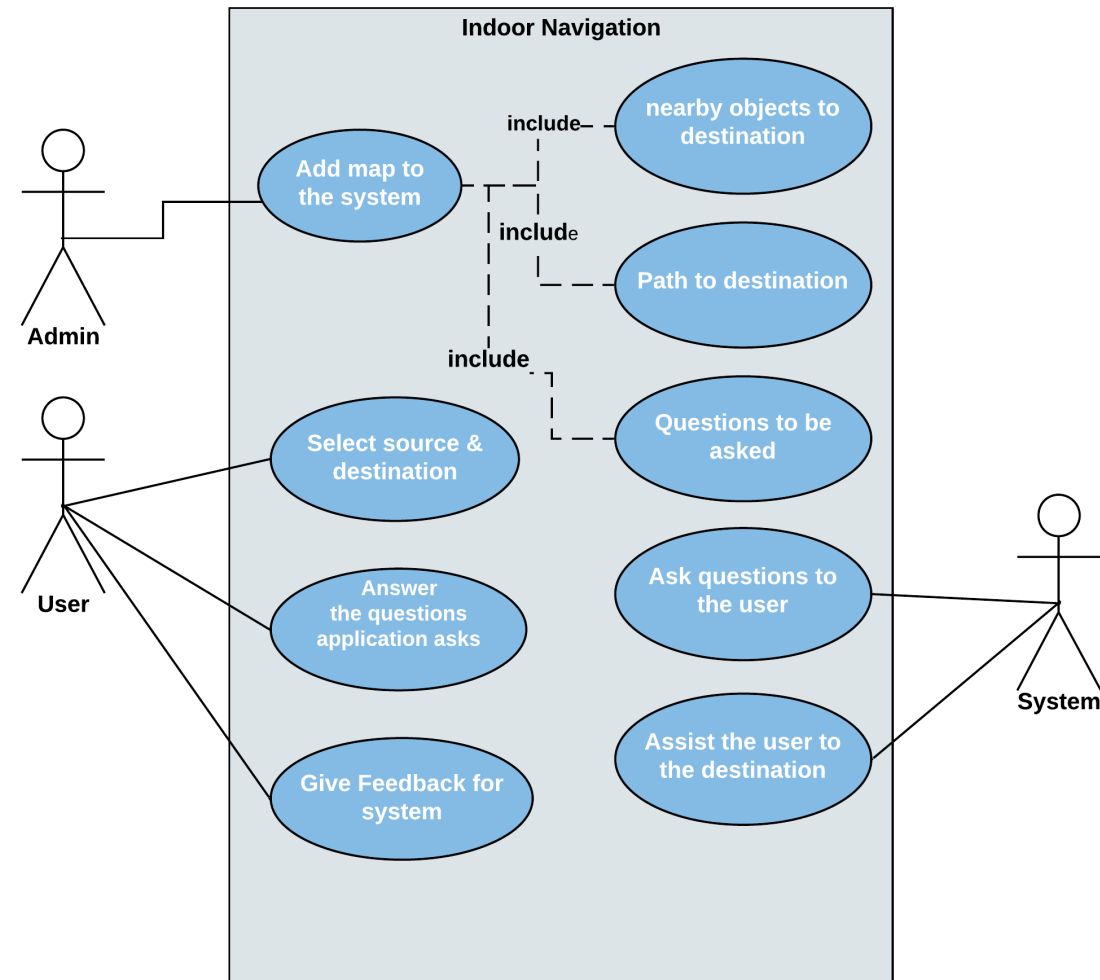 Indoor Navigation
nearby objects to
destination
include
Add map to
the system
include
Path to destination
Admin
include
Questions to be
asked
Select source &
destination
User
Ask questions to
the user
Answer
the questions
application asks
System
Assist the user to
the destination
Give Feedback for
system